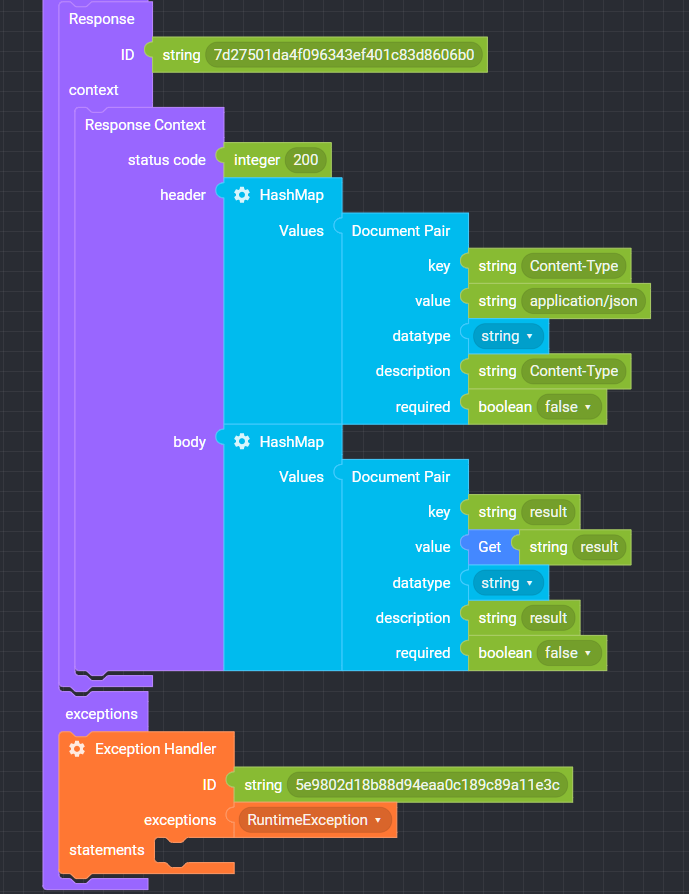 Response
ID string 7d27501da4f096343ef401c83d8606b0
context
Response Context
status code integer 200
header HashMap
Values Document Pair
key string Content-Type
value string application/json
datatype string
description string Content-Type
required boolean false
body HashMap
Values Document Pair
key string result
value Get string result
datatype string
description string result
required boolean false
exceptions
Exception Handler
ID string 5e9802d18b88d94eaa0c189c89a11e3c
exceptions RuntimeException
statements